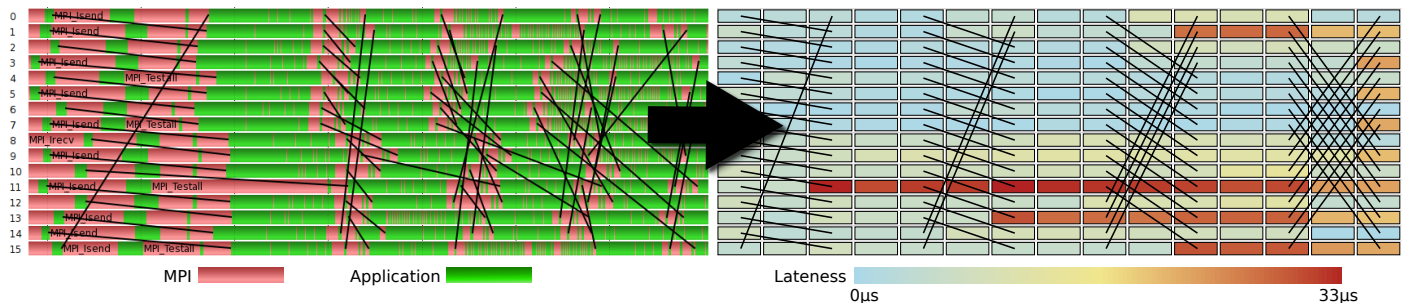 0 MPI_Isend
1 MPI_Isend
2
3 MPI_Isend
4 MPI_Testall
5 MPI_Isend
6
7 MPI_Isend MPI_Testall
8 MPI_Irecv
9 MPI_Isend
10
11 MPI_Isend MPI_Testall
12
13 MPI_Isend
14 MPI_Isend
15 MPI_Isend MPI_Testall
MPI Application Lateness
0µs 33µs